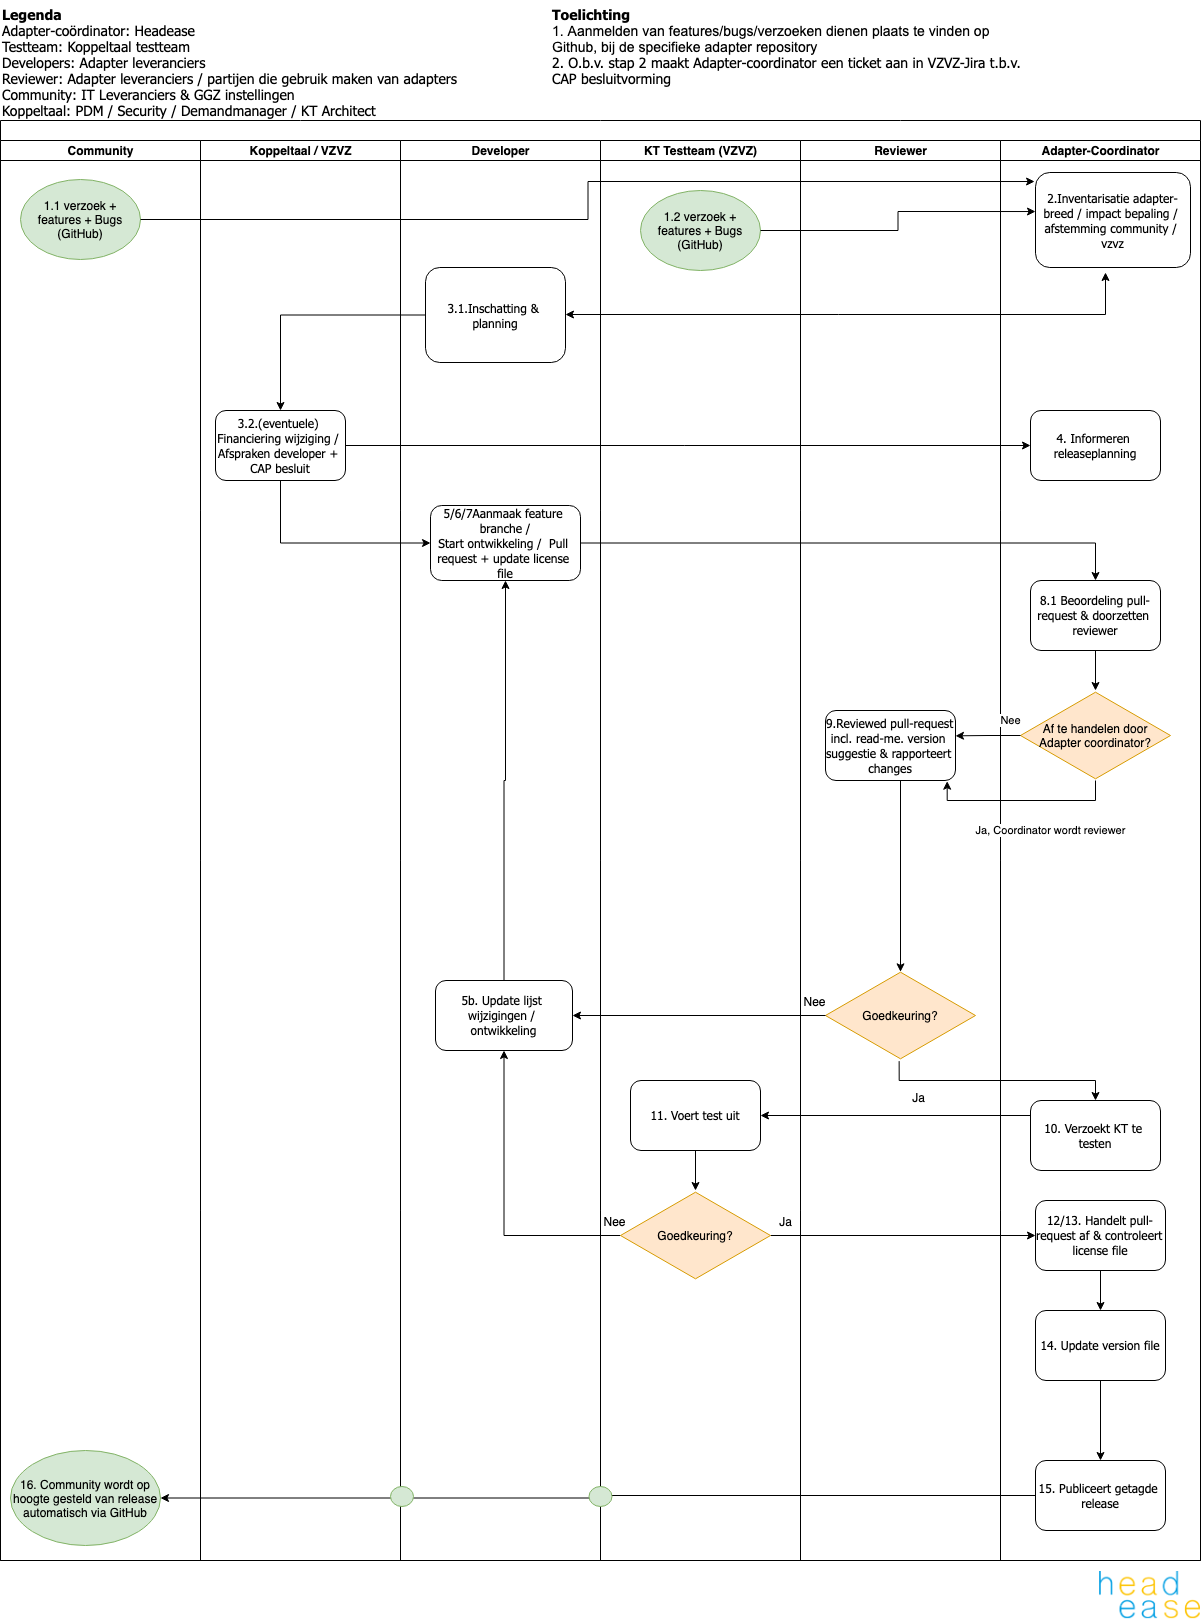 Legenda
Adapter-coördinator: Headease
Testteam: Koppeltaal testteam
Developers: Adapter leveranciers
Reviewer: Adapter leveranciers / partijen die gebruik maken van adapters
Community: IT Leveranciers & GGZ instellingen
Koppeltaal: PDM / Security / Demandmanager / KT Architect
Toelichting
1. Aanmelden van features/bugs/verzoeken dienen plaats te vinden op
Github, bij de specifieke adapter repository
2. O.b.v. stap 2 maakt Adapter-coordinator een ticket aan in VZVZ-Jira t.b.v.
CAP besluitvorming
Community
Koppeltaal / VZVZ
Developer
KT Testteam (VZVZ)
Reviewer
Adapter-Coordinator
1.1 verzoek +
features + Bugs
(GitHub)
1.2 verzoek +
features + Bugs
(GitHub)
2.Inventarisatie adapter-
breed / impact bepaling /
afstemming community /
vzvz
3.1.Inschatting &
planning
3.2.(eventuele)
Financiering wijziging /
Afspraken developer +
CAP besluit
4. Informeren
releaseplanning
5/6/7Aanmaak feature
branche /
Start ontwikkeling / Pull
request + update license
file
8.1 Beoordeling pull-
request & doorzetten
reviewer
Nee
Af te handelen door
Adapter coordinator?
9.Reviewed pull-request
incl. read-me. version
suggestie & rapporteert
changes
Ja, Coordinator wordt reviewer
5b. Update lijst
wijzigingen /
ontwikkeling
Nee
Goedkeuring?
Ja
11. Voert test uit
10. Verzoekt KT te
testen
Nee
Goedkeuring?
Ja
12/13. Handelt pull-
request af & controleert
license file
14. Update version file
16. Community wordt op
hoogte gesteld van release
automatisch via GitHub
15. Publiceert getagde
release
head
ease